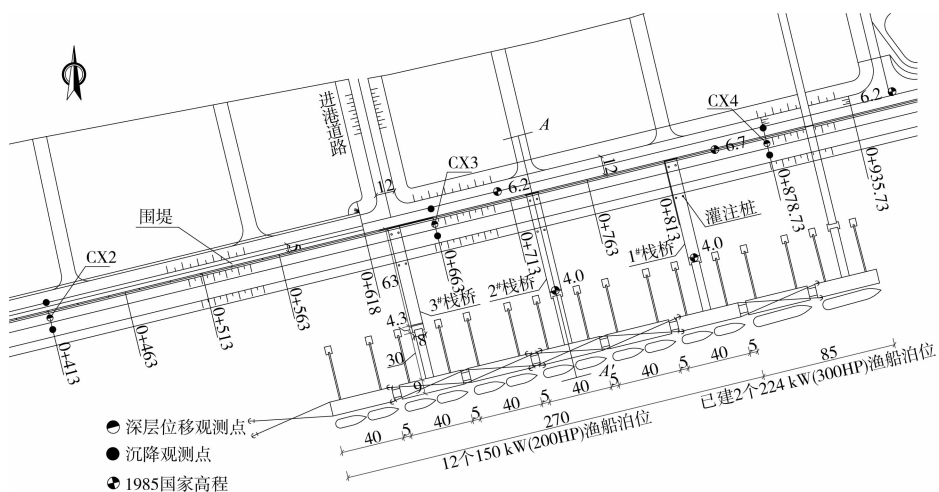 进港道路
A
CX4
6.2
6.7
CX3
12
6.2
12
围堤
CX2
灌注桩
0+413
0+463
0+513
0+563
0+618
0+663
0+713
0+763
0+813
0+878.73
0+935.73
63
3#栈桥
2#栈桥
4.0
1#栈桥
4.0
4.3
18
30
9
A′
40 5 40 5 40 5 40 5 40 5 40 5
85
270
12个150 kW(200HP)渔船泊位
已建2个224 kW(300HP)渔船泊位
深层位移观测点
沉降观测点
1985国家高程